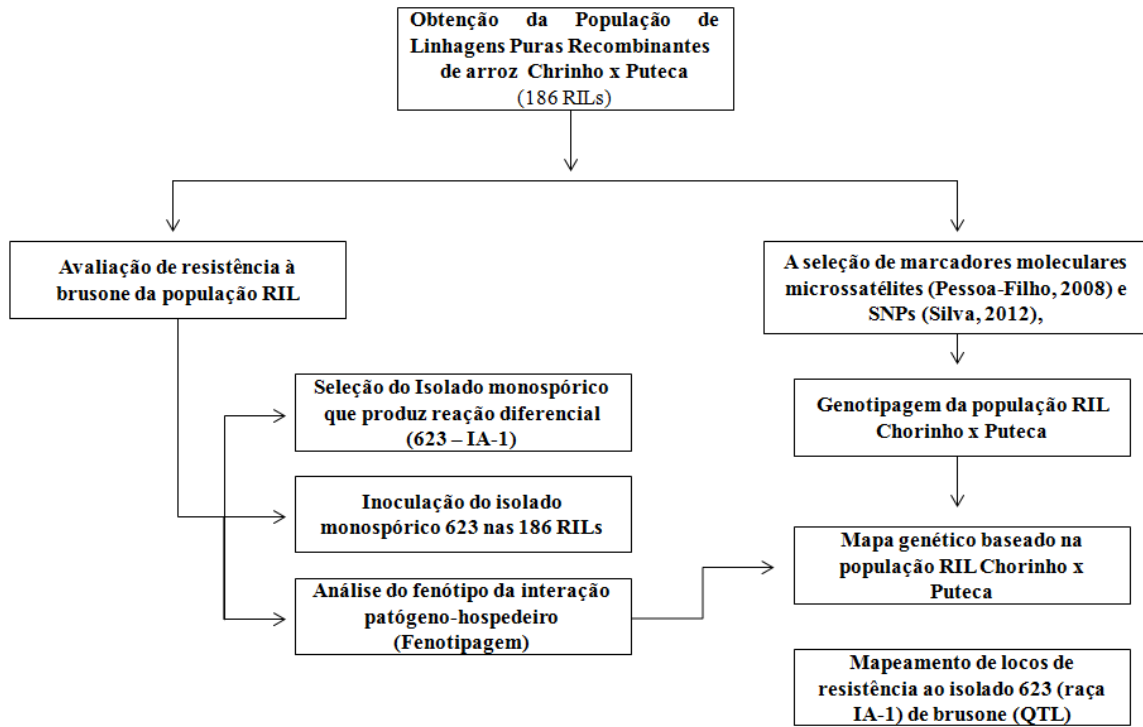 Obtenção da População de
Linhagens Puras Recombinantes
de arroz Chrinho x Puteca
(186 RILs)
Avaliação de resistência à
brusone da população RIL
A seleção de marcadores moleculares
microssatélites (Pessoa-Filho, 2008) e
SNPs (Silva, 2012),
Seleção do Isolado monospórico
que produz reação diferencial
(623 – IA-1)
Genotipagem da população RIL
Chorinho x Puteca
Inoculação do isolado
monospórico 623 nas 186 RILs
Mapa genético baseado na
população RIL Chorinho x
Puteca
Análise do fenótipo da interação
patógeno-hospedeiro
(Fenotipagem)
Mapeamento de locos de
resistência ao isolado 623 (raça
IA-1) de brusone (QTL)